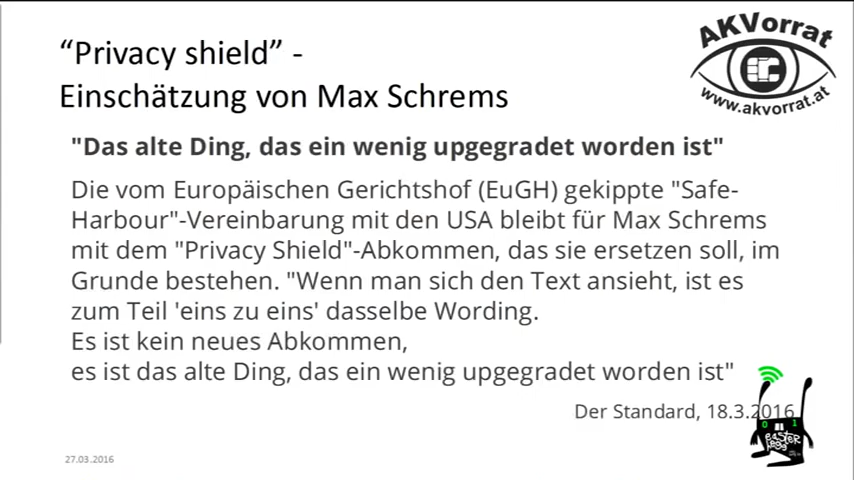 “Privacy shield” -
Einschätzung von Max Schrems
AKVorrat
www.akvorrat.at
"Das alte Ding, das ein wenig upgegradet worden ist"
Die vom Europäischen Gerichtshof (EuGH) gekippte "Safe-
Harbour"-Vereinbarung mit den USA bleibt für Max Schrems
mit dem "Privacy Shield"-Abkommen, das sie ersetzen soll, im
Grunde bestehen. "Wenn man sich den Text ansieht, ist es
zum Teil 'eins zu eins' dasselbe Wording.
Es ist kein neues Abkommen,
es ist das alte Ding, das ein wenig upgegradet worden ist"
Der Standard, 18.3.2016
0 1
easter
hegg
27.03.2016